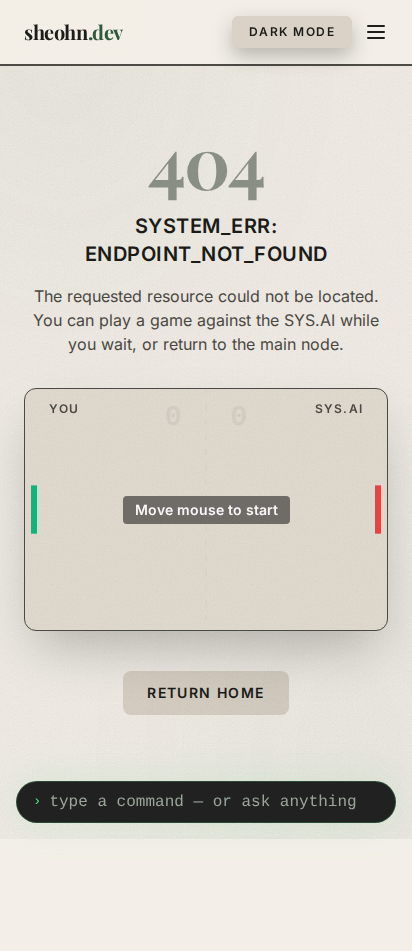 sheohn.dev
DARK MODE
404
SYSTEM_ERR:
ENDPOINT_NOT_FOUND
The requested resource could not be located.
You can play a game against the SYS.AI while
you wait, or return to the main node.
YOU 0 0 SYS.AI
Move mouse to start
RETURN HOME
› type a command — or ask anything